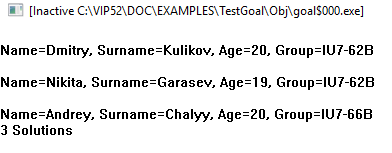 [Inactive C:\VIP52\DOC\EXAMPLES\TestGoal\Obj\goal$000.exe]
Name=Dmitry, Surname=Kulikov, Age=20, Group=IU7-62B
Name=Nikita, Surname=Garasev, Age=19, Group=IU7-62B
Name=Andrey, Surname=Chalyy, Age=20, Group=IU7-66B
3 Solutions